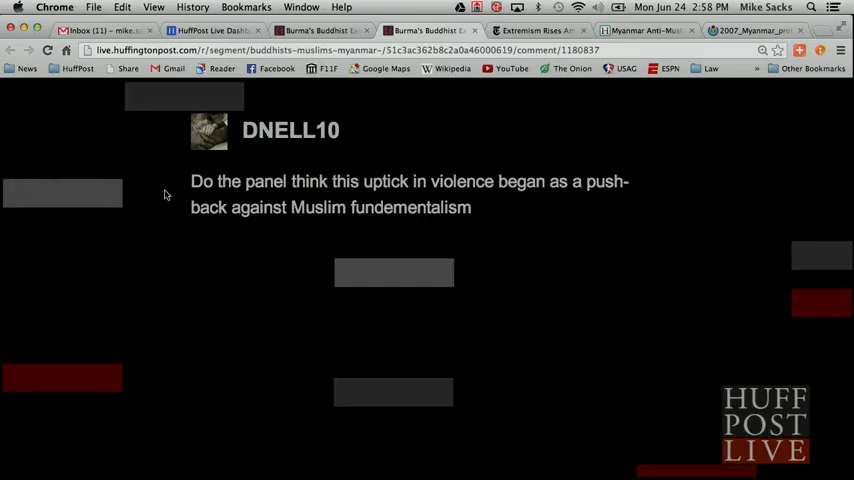 Chrome File Edit View History Bookmarks Window Help Mon Jun 24 2:58 PM Mike Sacks
Inbox (11) - mike.sa
HuffPost Live Dashb
Burma's Buddhist Ex
Burma's Buddhist Ex
Extremism Rises Am
Myanmar Anti-Musli
2007_Myanmar_prot
live.huffingtonpost.com/r/segment/buddhists-muslims-myanmar-/51c3ac362b8c2a0a46000619/comment/1180837
News HuffPost Share Gmail Reader Facebook F11F Google Maps Wikipedia YouTube The Onion USAG ESPN Law » Other Bookmarks
DNELL10
Do the panel think this uptick in violence began as a push-
back against Muslim fundementalism
HUFF
POST
LIVE